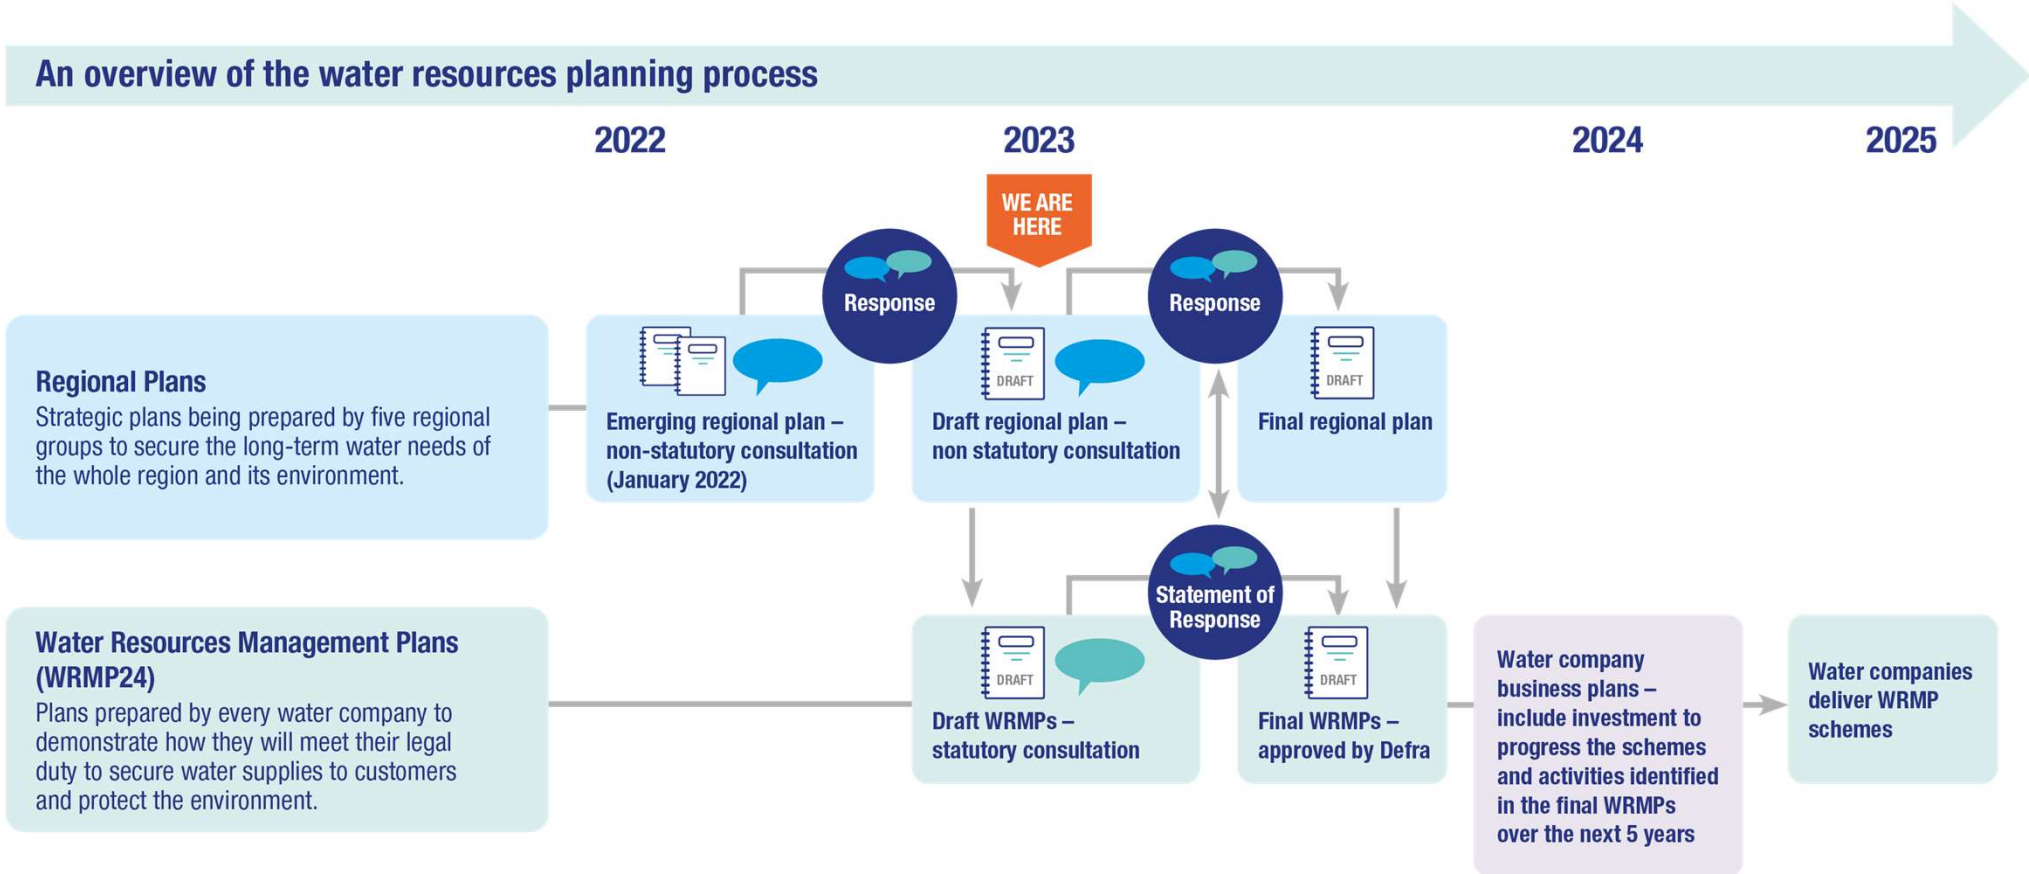 An overview of the water resources planning process
2022
2023
2024
2025
WE ARE
HERE
Response
Response
Regional Plans
Strategic plans being prepared by five regional
groups to secure the long-term water needs of
the whole region and its environment.
Emerging regional plan –
non-statutory consultation
(January 2022)
DRAFT
Draft regional plan –
non statutory consultation
DRAFT
Final regional plan
Statement of
Response
Water Resources Management Plans
(WRMP24)
Plans prepared by every water company to
demonstrate how they will meet their legal
duty to secure water supplies to customers
and protect the environment.
DRAFT
Draft WRMPs –
statutory consultation
DRAFT
Final WRMPs –
approved by Defra
Water company
business plans –
include investment to
progress the schemes
and activities identified
in the final WRMPs
over the next 5 years
Water companies
deliver WRMP
schemes